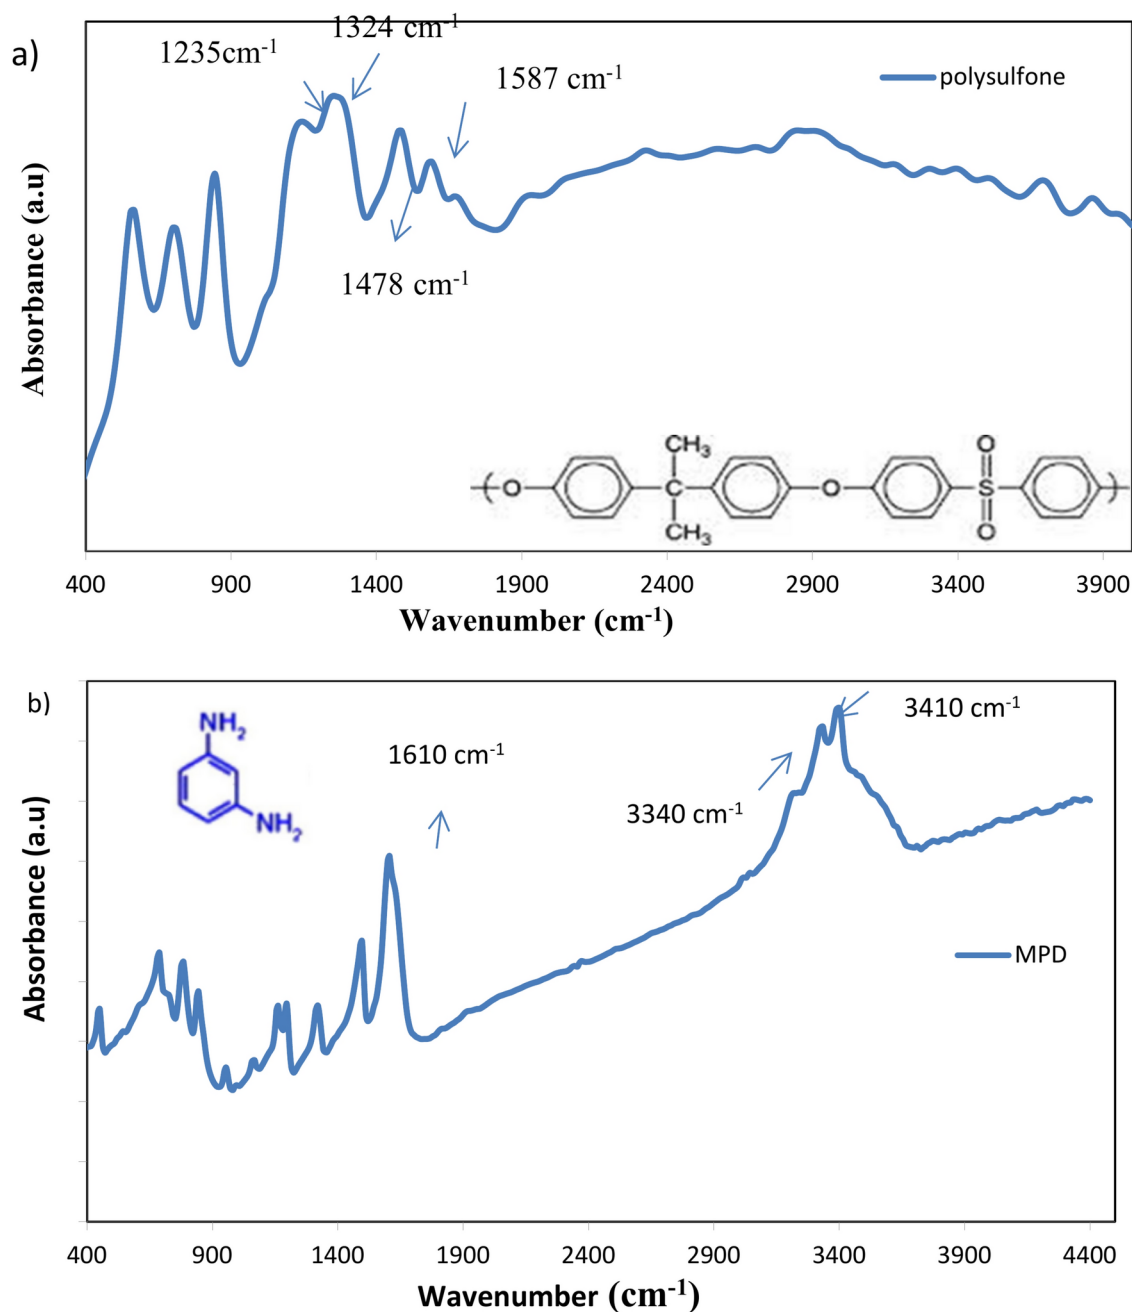 a)
1235cm-1
1324 cm-1
1587 cm-1
polysulfone
1478 cm-1
Absorbance (a.u)
CH3
O
O
C
O
S
CH3
O
400 900 1400 1900 2400 2900 3400 3900
Wavenumber (cm-1)
b)
NH2
NH2
1610 cm-1
3410 cm-1
3340 cm-1
MPD
Absorbance (a.u)
400 900 1400 1900 2400 2900 3400 3900 4400
Wavenumber (cm-1)